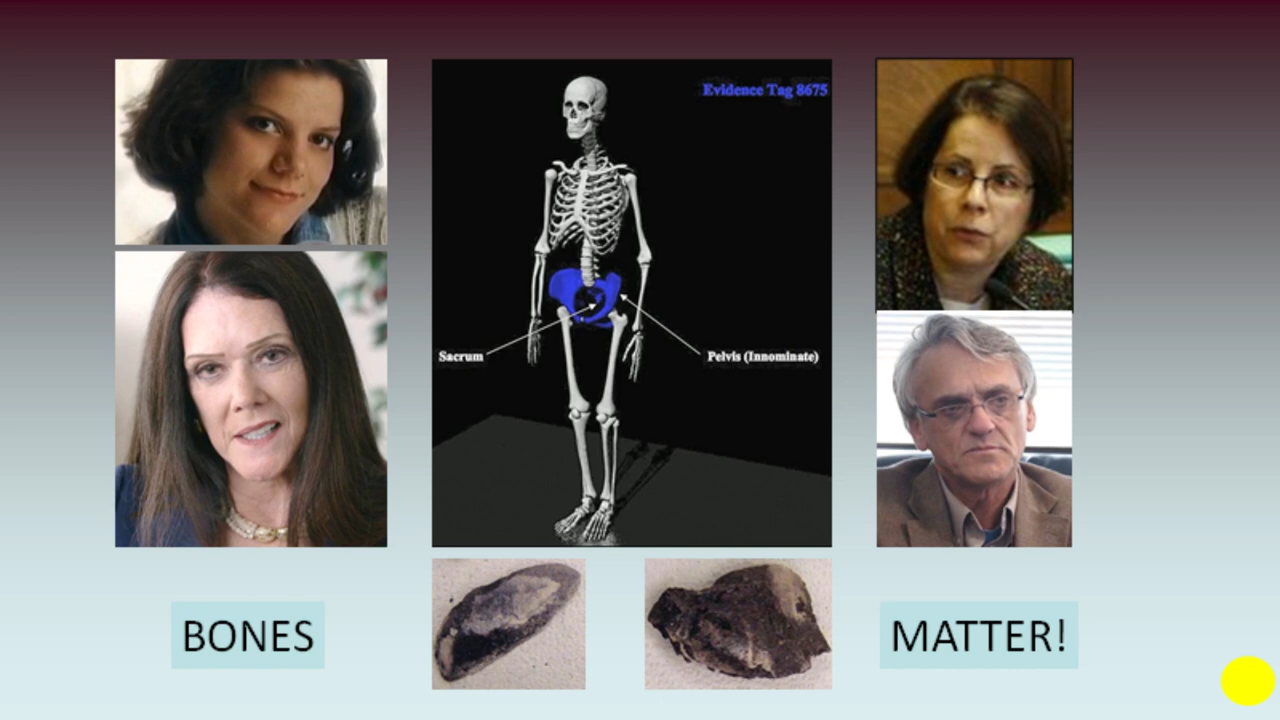 Evidence Tag 8675
Sacrum
Pelvis (Innominate)
BONES
MATTER!